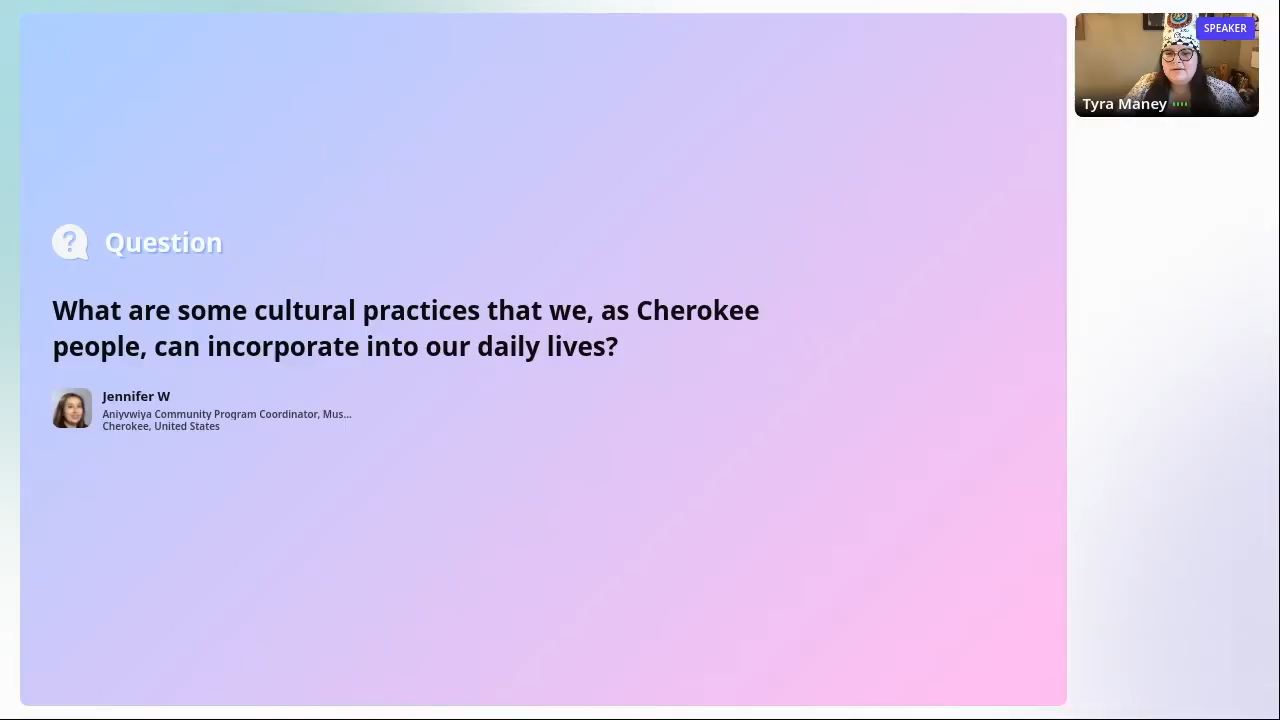 Question
What are some cultural practices that we, as Cherokee
people, can incorporate into our daily lives?
Jennifer W
Aniyvwiya Community Program Coordinator, Mus...
Cherokee, United States
SPEAKER
Tyra Maney